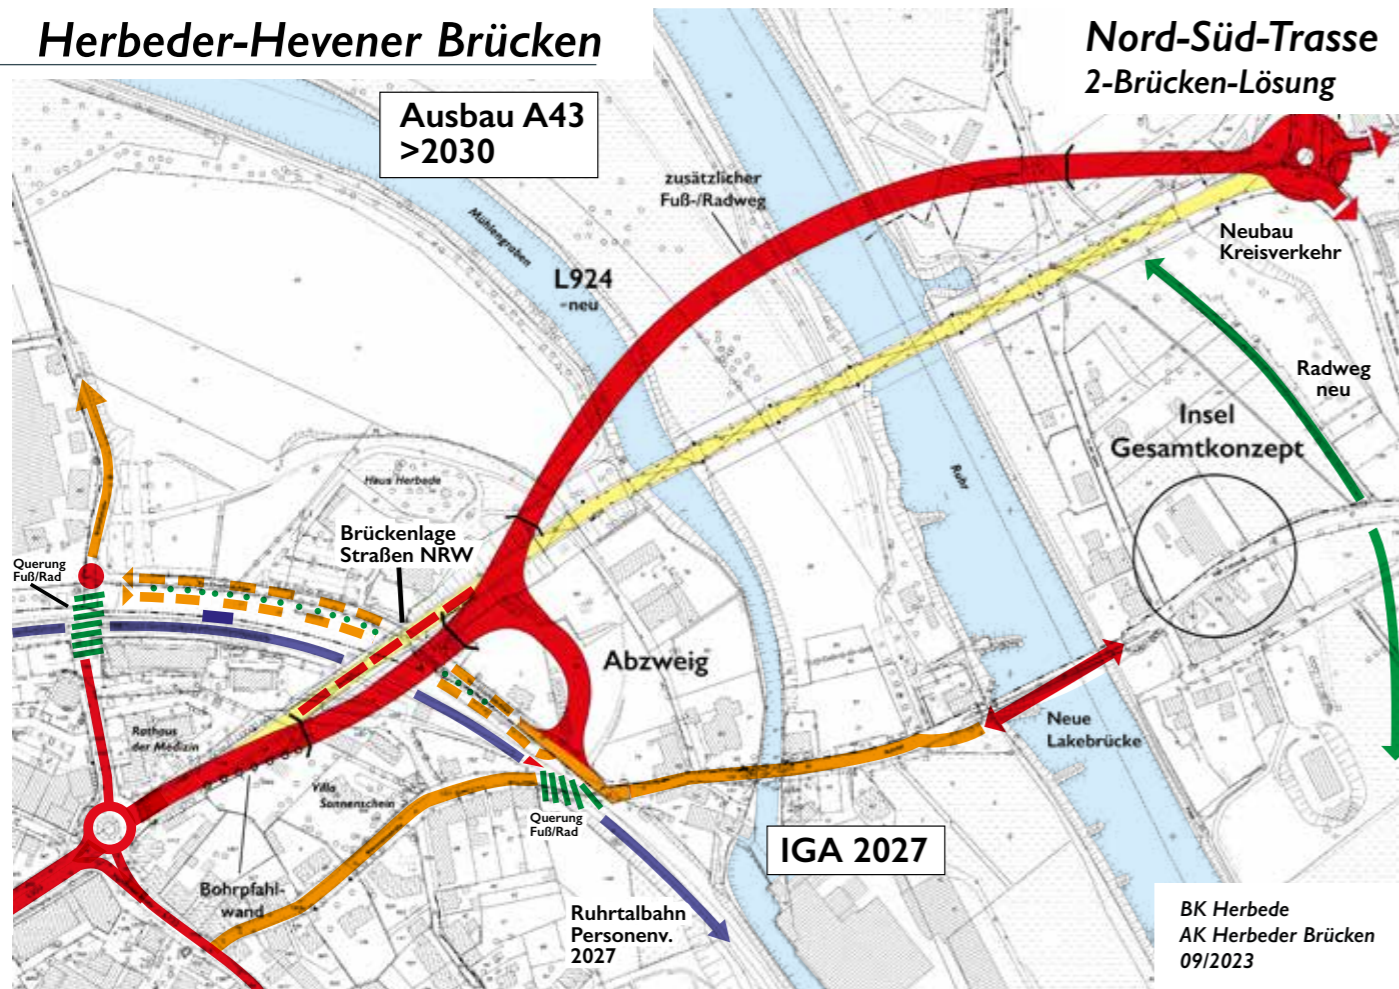 Herbeder-Hevener Brücken
Nord-Süd-Trasse
2-Brücken-Lösung
Ausbau A43
>2030
zusätzlicher
Fuß-/Radweg
Mühlengraben
L924
-neu
Neubau
Kreisverkehr
Radweg
neu
Insel
Gesamtkonzept
Ruhr
Haus Herbede
Brückenlage
Straßen NRW
Querung
Fuß/Rad
Abzweig
Rathaus
der Medizin
Villa
Sonnenschein
Neue
Lakebrücke
Querung
Fuß/Rad
IGA 2027
Bohrpfahl-
wand
Ruhrtalbahn
Personenv.
2027
BK Herbede
AK Herbeder Brücken
09/2023